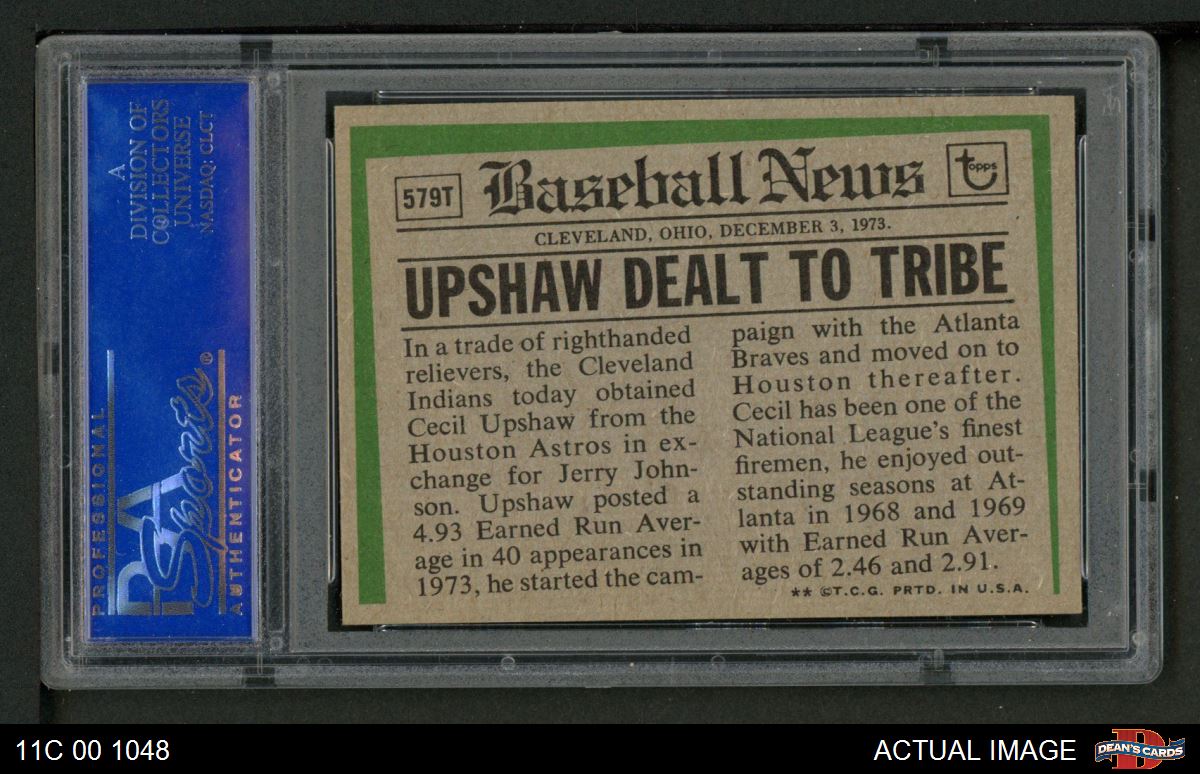 A
DIVISION OF
COLLECTORS
UNIVERSE
NASDAQ: CLCT
PROFESSIONAL
PSA
Sports®
AUTHENTICATOR
579T
Baseball News
topps
CLEVELAND, OHIO, DECEMBER 3, 1973.
UPSHAW DEALT TO TRIBE
In a trade of righthanded
relievers, the Cleveland
Indians today obtained
Cecil Upshaw from the
Houston Astros in ex-
change for Jerry John-
son. Upshaw posted a
4.93 Earned Run Aver-
age in 40 appearances in
1973, he started the cam-
paign with the Atlanta
Braves and moved on to
Houston thereafter.
Cecil has been one of the
National League's finest
firemen, he enjoyed out-
standing seasons at At-
lanta in 1968 and 1969
with Earned Run Aver-
ages of 2.46 and 2.91.
** ©T.C.G. PRTD. IN U.S.A.
11C 00 1048
ACTUAL IMAGE
D
DEAN'S CARDS